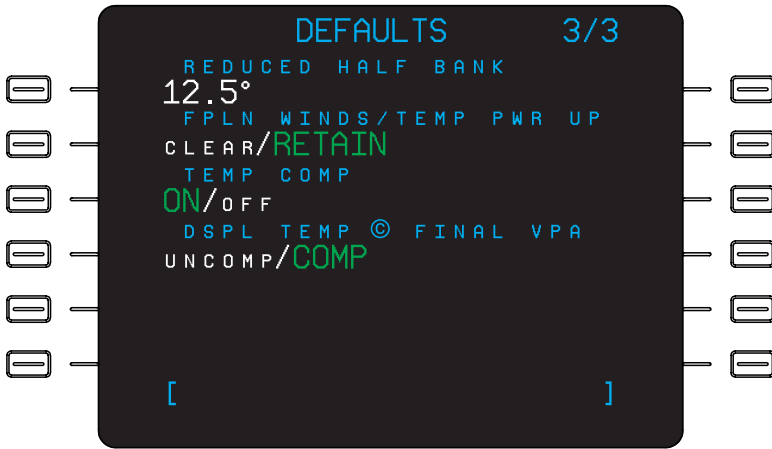 DEFAULTS 3/3
REDUCED HALF BANK
12.5°
FPLN WINDS/TEMP PWR UP
CLEAR/RETAIN
TEMP COMP
ON/OFF
DSPL TEMP © FINAL VPA
UNCOMP/COMP
[ ]